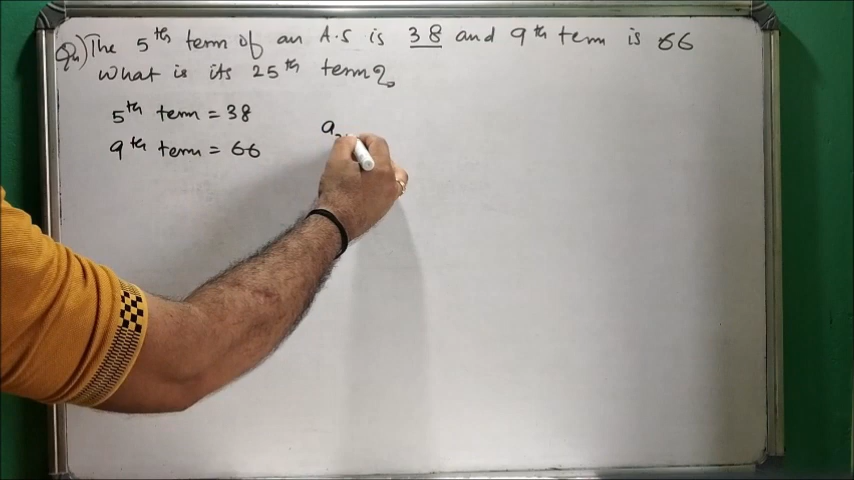 Qn) The 5th term of an A.S is 38 and 9th term is 66
What is its 25th term?
5th term = 38
9th term = 66
a